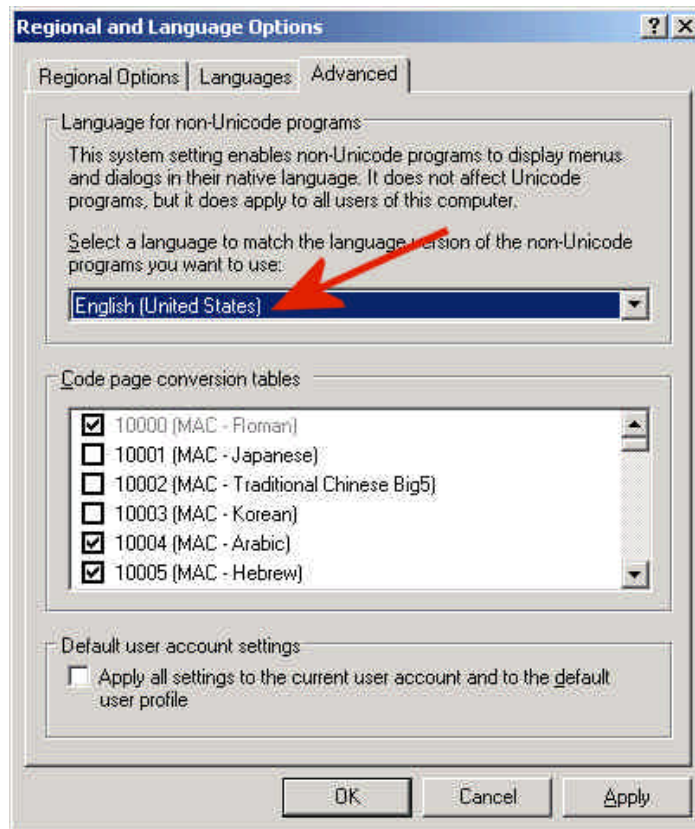 Regional and Language Options
Regional Options
Languages
Advanced
Language for non-Unicode programs
This system setting enables non-Unicode programs to display menus
and dialogs in their native language. It does not affect Unicode
programs, but it does apply to all users of this computer.
Select a language to match the language version of the non-Unicode
programs you want to use:
English (United States)
Code page conversion tables
10000 (MAC - Roman)
10001 (MAC - Japanese)
10002 (MAC - Traditional Chinese Big5)
10003 (MAC - Korean)
10004 (MAC - Arabic)
10005 (MAC - Hebrew)
Default user account settings
Apply all settings to the current user account and to the default
user profile
OK
Cancel
Apply